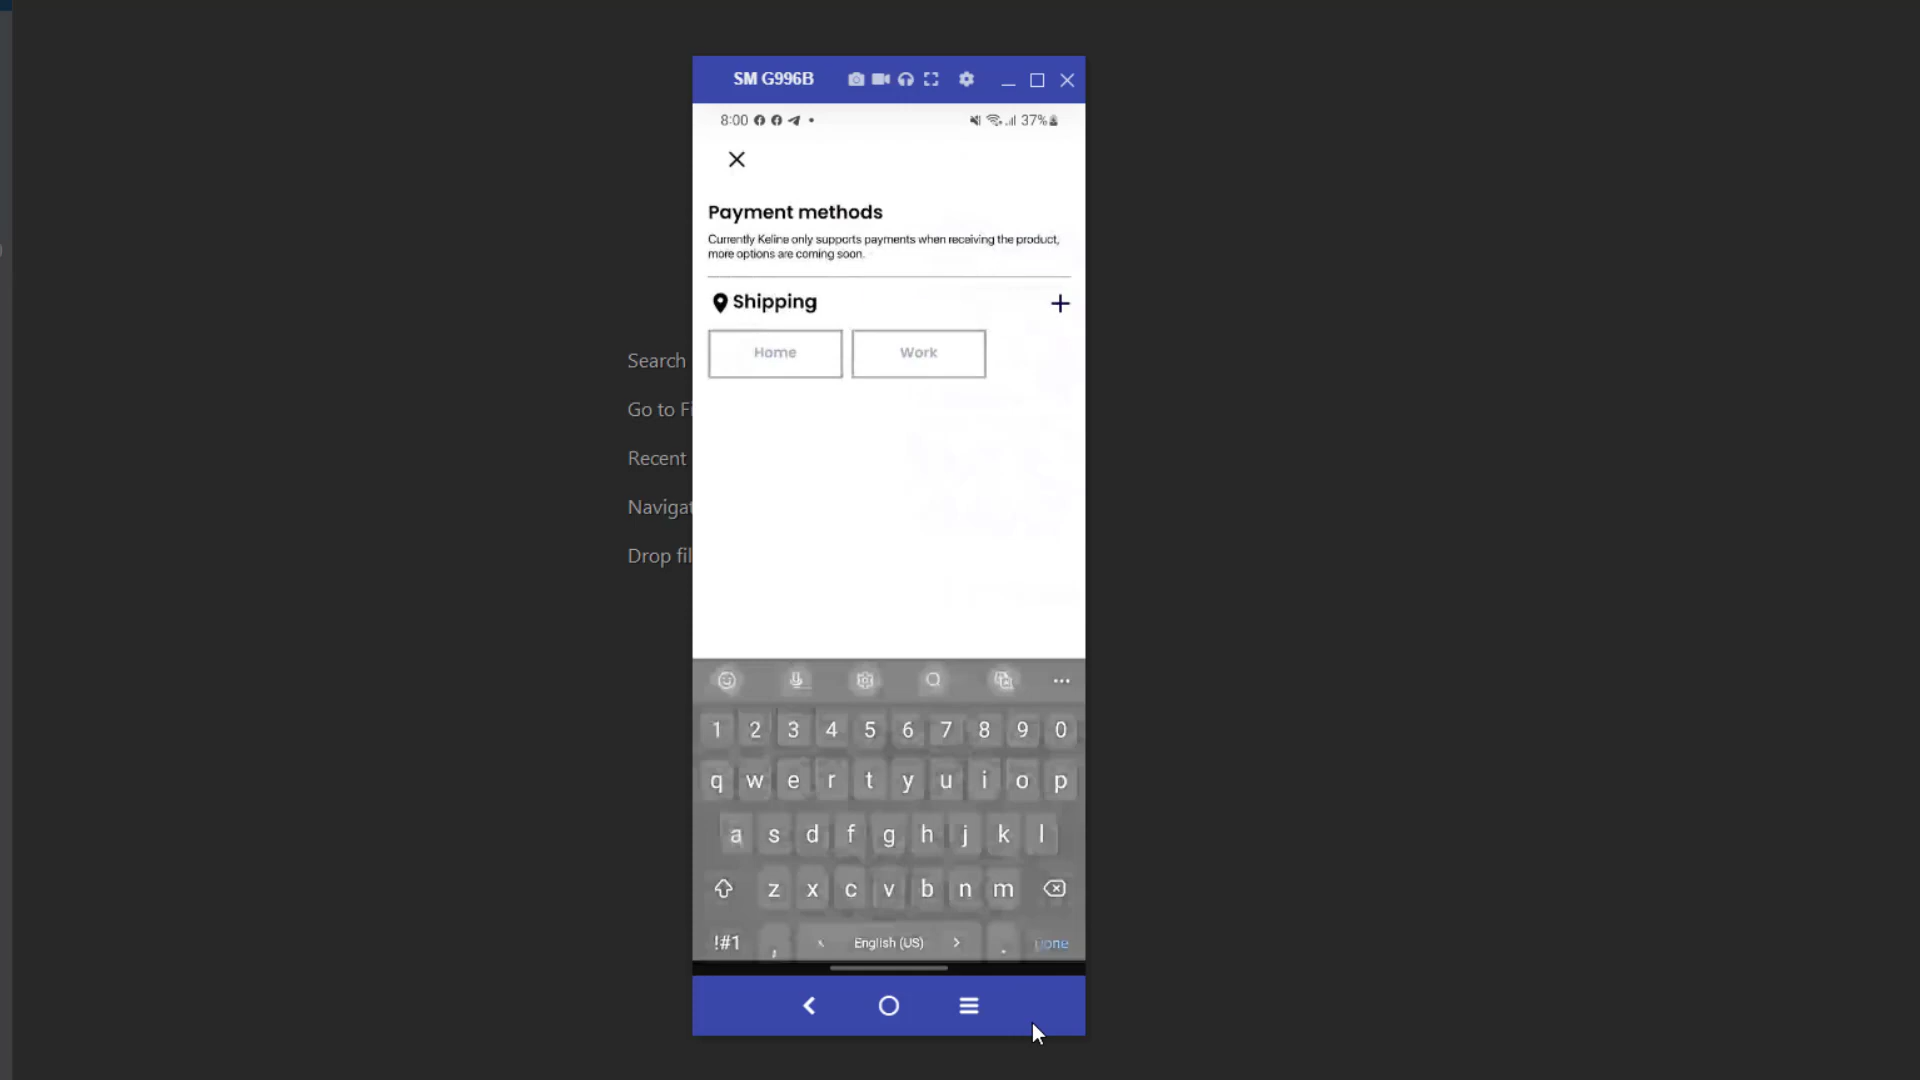 SM G996B
8:00
37%
Payment methods
Currently Keline only supports payments when receiving the product,
more options are coming soon.
Shipping
Home
Work
Search
Go to Fi
Recent
Navigat
Drop fil
1 2 3 4 5 6 7 8 9 0
q w e r t y u i o p
a s d f g h j k l
z x c v b n m
!#1 , English (US) . Done